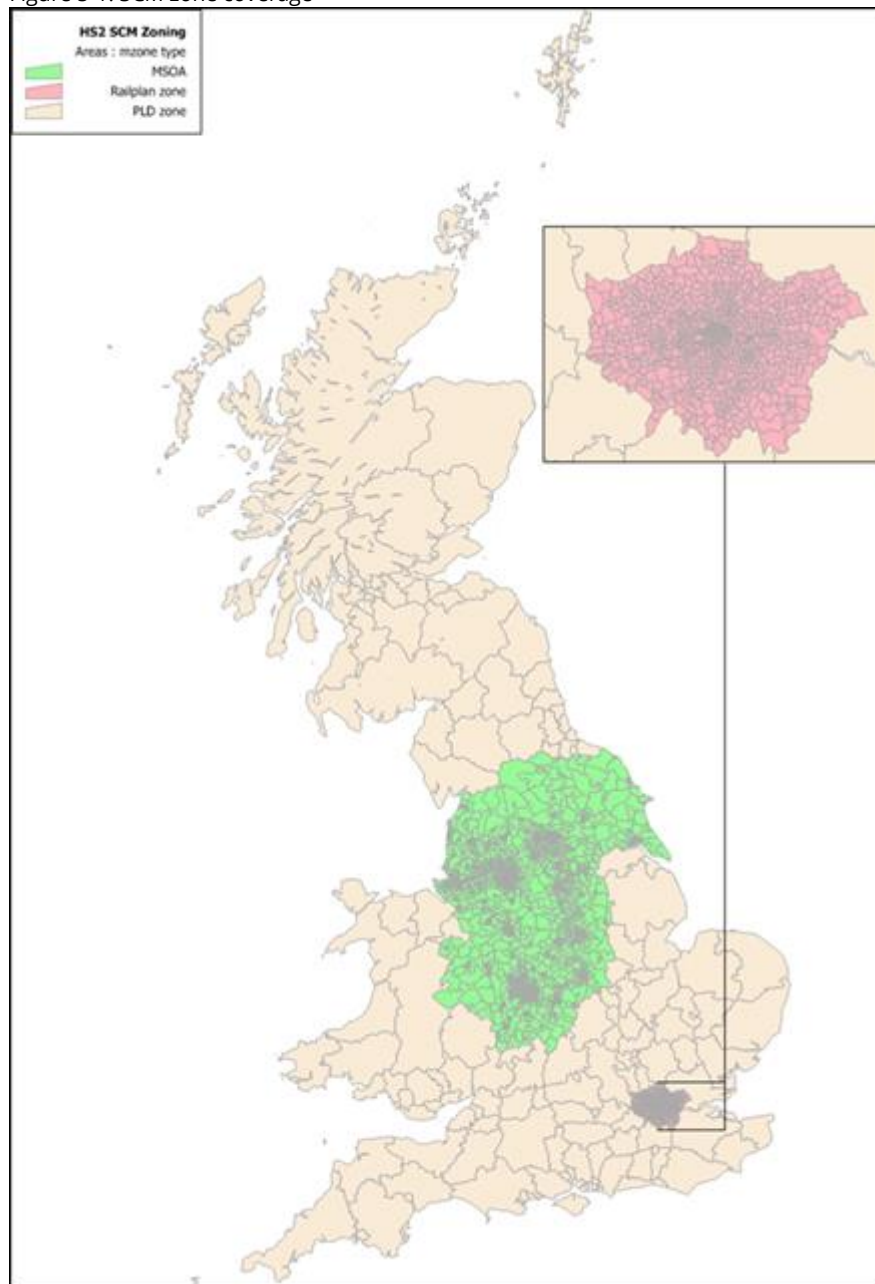 HS2 SCM Zoning
Areas : mzone type
MSOA
Railplan zone
PLD zone